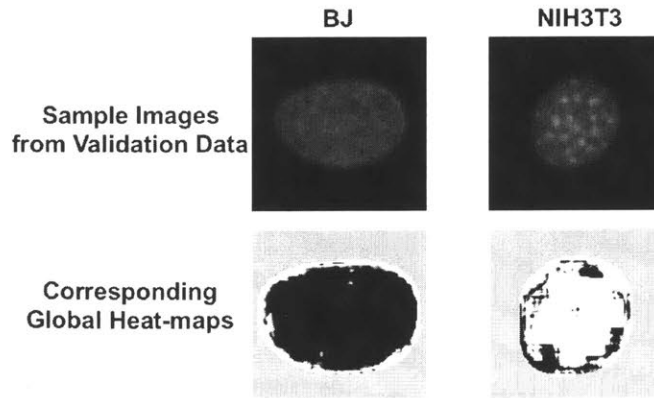 BJ
NIH3T3
Sample Images
from Validation Data
Corresponding
Global Heat-maps